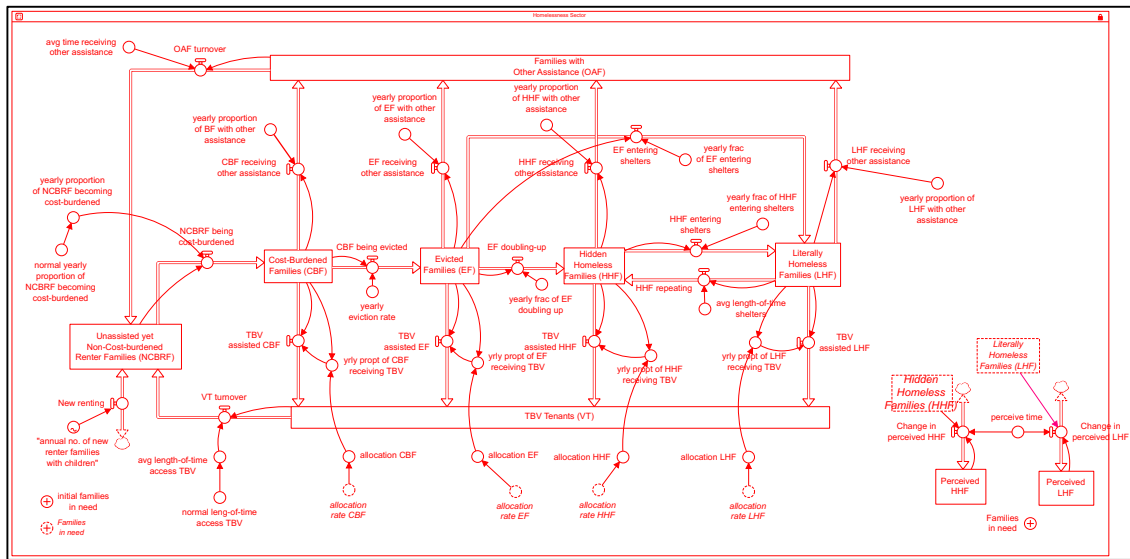 Homelessness Sector
avg time receiving
other assistance
OAF turnover
Families with
Other Assistance (OAF)
yearly proportion
of BF with other
assistance
yearly proportion
of EF with other
assistance
yearly proportion
of HHF with other
assistance
EF entering
shelters
yearly frac
of EF entering
shelters
CBF receiving
other assistance
EF receiving
other assistance
HHF receiving
other assistance
LHF receiving
other assistance
yearly proportion of
LHF with other
assistance
yearly proportion
of NCBRF becoming
cost-burdened
NCBRF being
cost-burdened
normal yearly
proportion of
NCBRF becoming
cost-burdened
Cost-Burdened
Families (CBF)
CBF being evicted
yearly
eviction rate
Evicted
Families (EF)
EF doubling-up
yearly frac of EF
doubling up
Hidden
Homeless
Families (HHF)
HHF entering
shelters
yearly frac of HHF
entering shelters
HHF repeating
avg length-of-time
shelters
Literally
Homeless
Families (LHF)
Unassisted yet
Non-Cost-burdened
Renter Families (NCBRF)
TBV
assisted CBF
yrly propt of CBF
receiving TBV
TBV
assisted EF
yrly propt of EF
receiving TBV
TBV
assisted HHF
yrly propt of HHF
receiving TBV
yrly propt of LHF
receiving TBV
TBV
assisted LHF
New renting
"annual no. of new
renter families
with children"
VT turnover
TBV Tenants (VT)
avg length-of-time
access TBV
normal leng-of-time
access TBV
allocation CBF
allocation EF
allocation HHF
allocation LHF
allocation
rate CBF
allocation
rate EF
allocation
rate HHF
allocation
rate LHF
initial families
in need
Families
in need
Hidden
Homeless
Families (HHF)
Literally
Homeless
Families (LHF)
Change in
perceived HHF
perceive time
Change in
perceived LHF
Perceived
HHF
Perceived
LHF
Families
in need